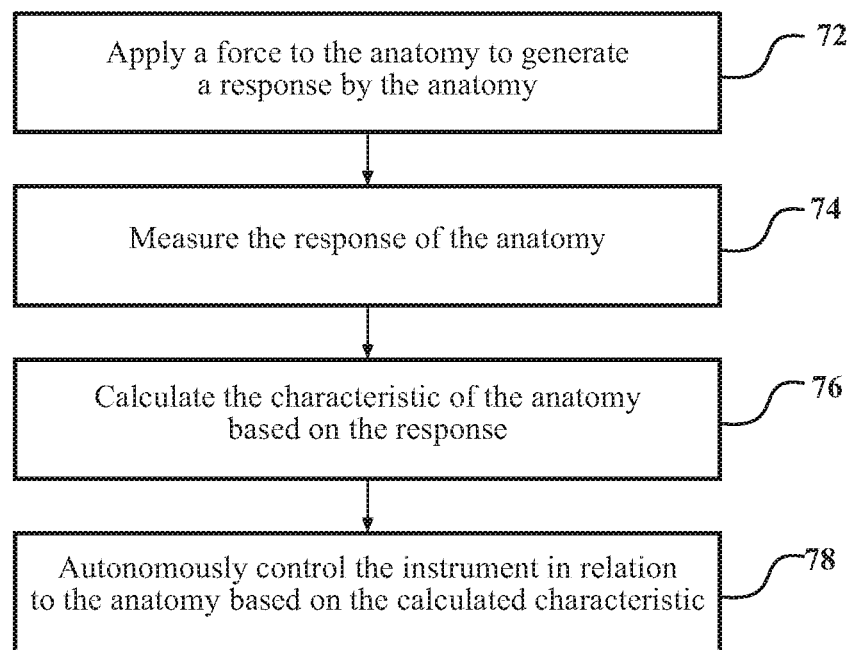 Apply a force to the anatomy to generate
a response by the anatomy
72
Measure the response of the anatomy
74
Calculate the characteristic of the anatomy
based on the response
76
Autonomously control the instrument in relation
to the anatomy based on the calculated characteristic
78